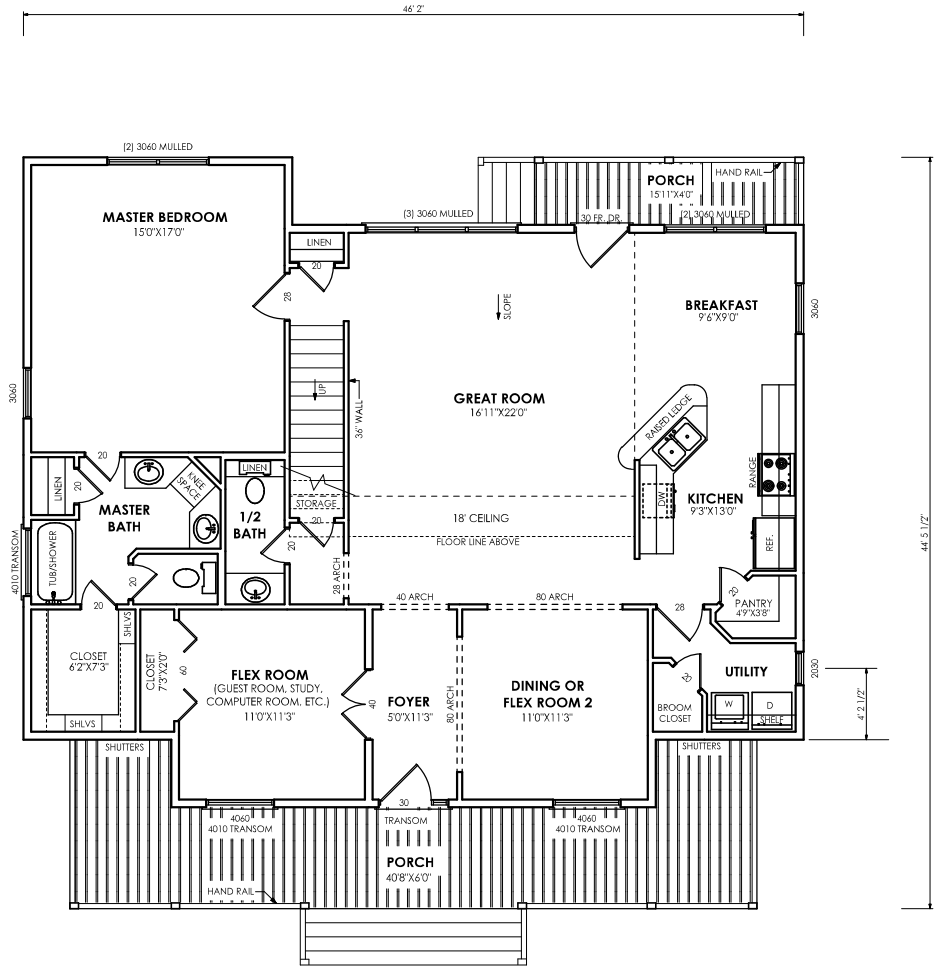 46' 2"
(2) 3060 MULLED
PORCH
15'11"X4'0"
HAND RAIL
MASTER BEDROOM
15'0"X17'0"
(3) 3060 MULLED
30 FR. DR.
(2) 3060 MULLED
LINEN
20
28
SLOPE
BREAKFAST
9'6"X9'0"
3060
3060
UP
36" WALL
GREAT ROOM
16'11"X22'0"
RAISED LEDGE
20
LINEN
20
KNEE
SPACE
MASTER
BATH
LINEN
1/2
BATH
STORAGE
20
20
18' CEILING
FLOOR LINE ABOVE
DW
KITCHEN
9'3"X13'0"
RANGE
REF.
44' 5 1/2"
4010 TRANSOM
TUB/SHOWER
20
20
28 ARCH
40 ARCH
80 ARCH
28
20
PANTRY
4'9"X3'8"
SHLVS
CLOSET
6'2"X7'3"
SHLVS
CLOSET
7'3"X2'0"
60
FLEX ROOM
(GUEST ROOM, STUDY,
COMPUTER ROOM. ETC.)
11'0"X11'3"
40
FOYER
5'0"X11'3"
80 ARCH
DINING OR
FLEX ROOM 2
11'0"X11'3"
20
UTILITY
2030
BROOM
CLOSET
W
D
SHELF
4' 2 1/2"
SHUTTERS
SHUTTERS
30
4060
4010 TRANSOM
TRANSOM
4060
4010 TRANSOM
PORCH
40'8"X6'0"
HAND RAIL